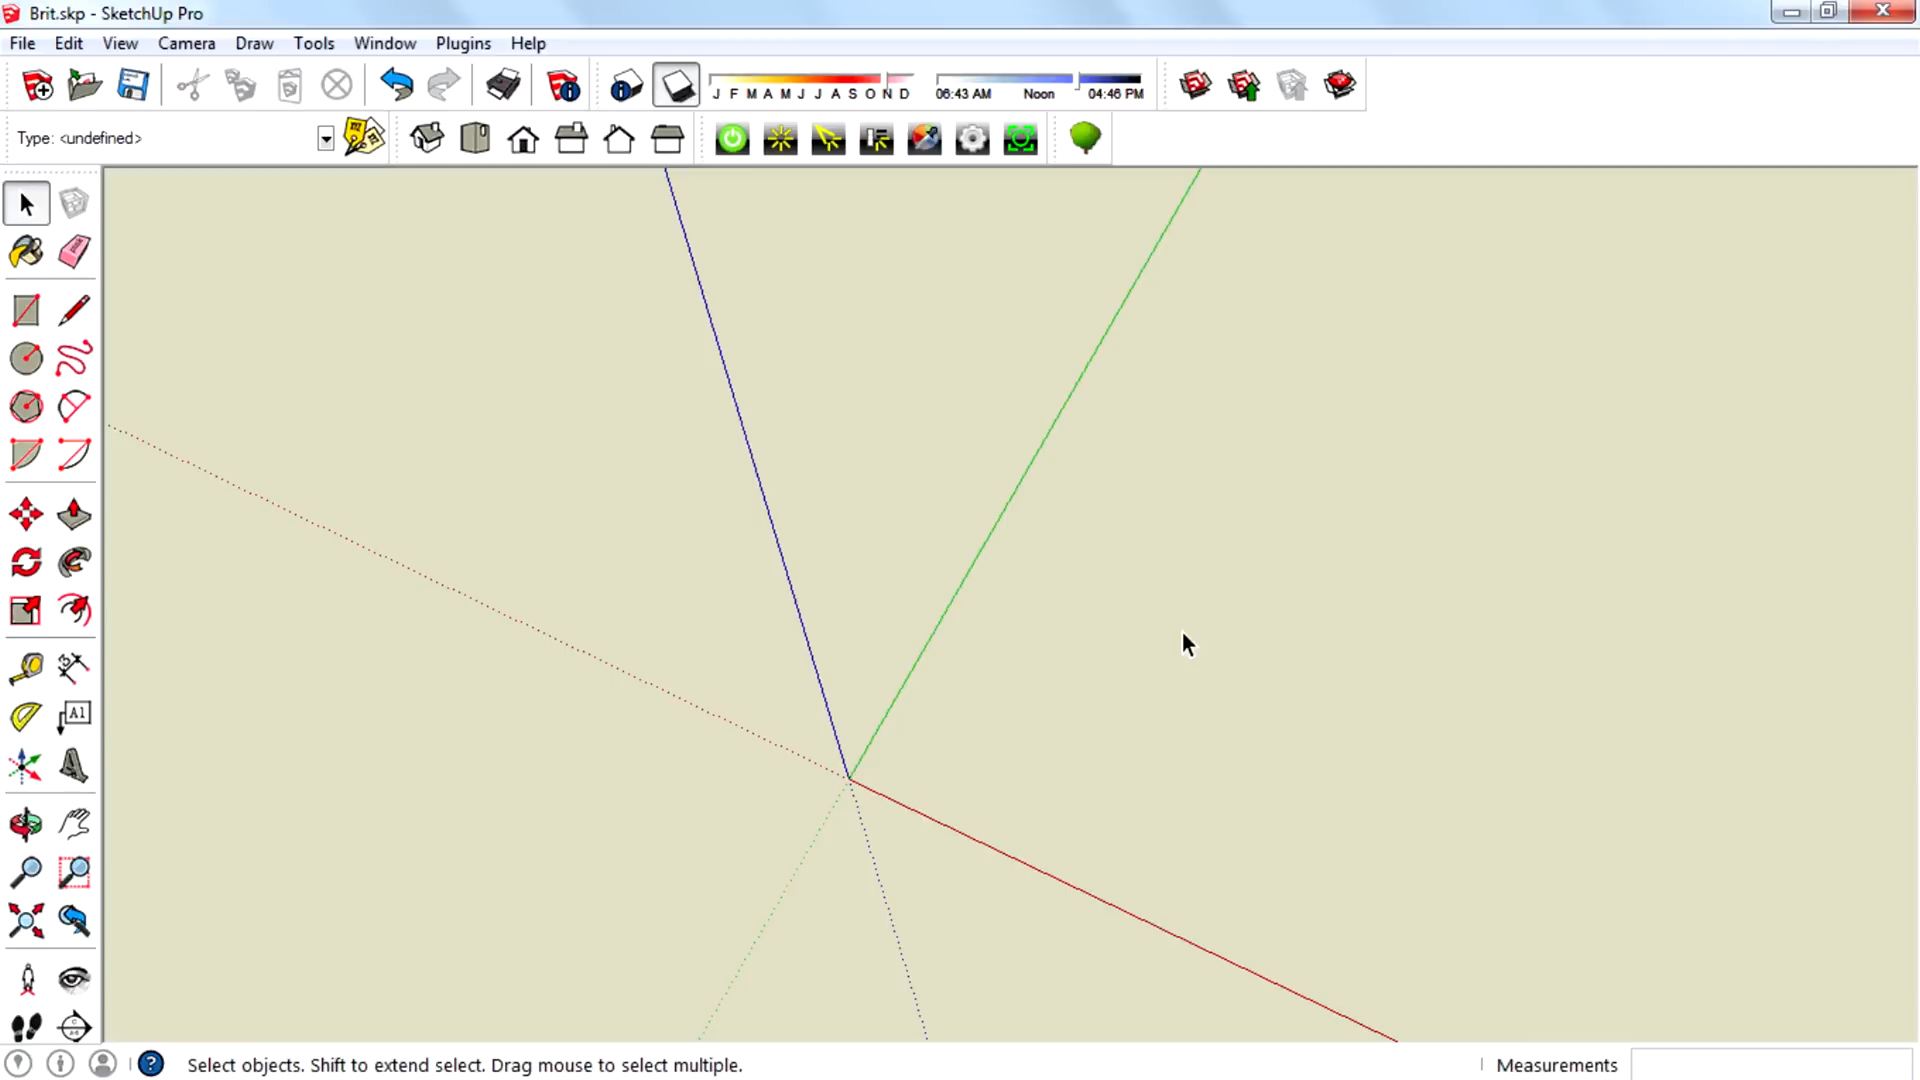 Brit.skp - SketchUp Pro
File Edit View Camera Draw Tools Window Plugins Help
J F M A M J J A S O N D 06:43 AM Noon 04:46 PM
Type: <undefined>
A1
Select objects. Shift to extend select. Drag mouse to select multiple. Measurements